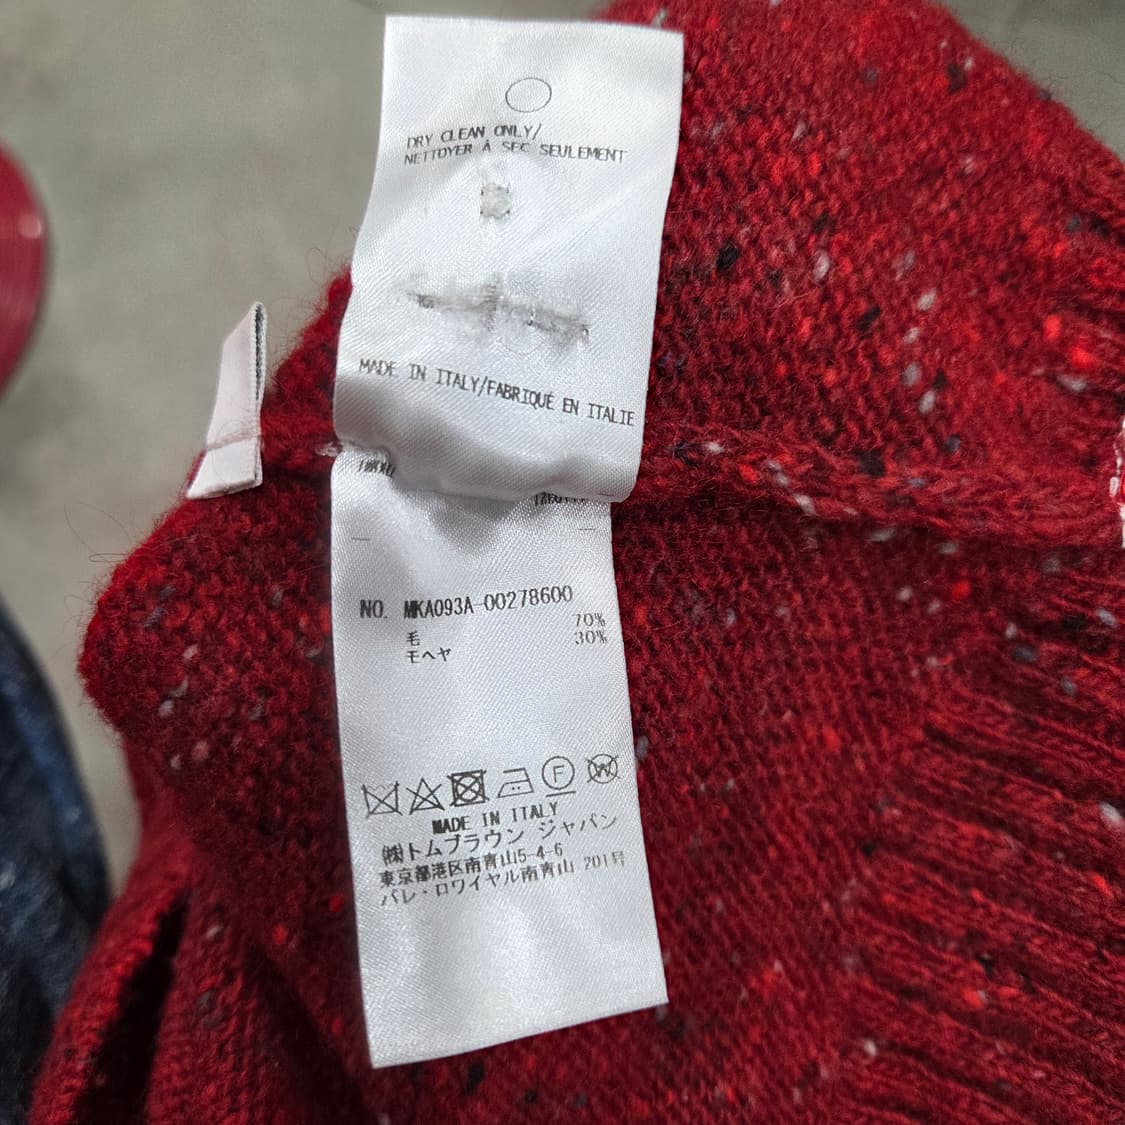 DRY CLEAN ONLY/
NETTOYER À SEC SEULEMENT
MADE IN ITALY/FABRIQUÉ EN ITALIE
NO. MKA093A-00278600
毛 70%
モヘヤ 30%
F
W
MADE IN ITALY
㈱トムブラウン ジャパン
東京都港区南青山5-4-6
パレ・ロワイヤル南青山 201号